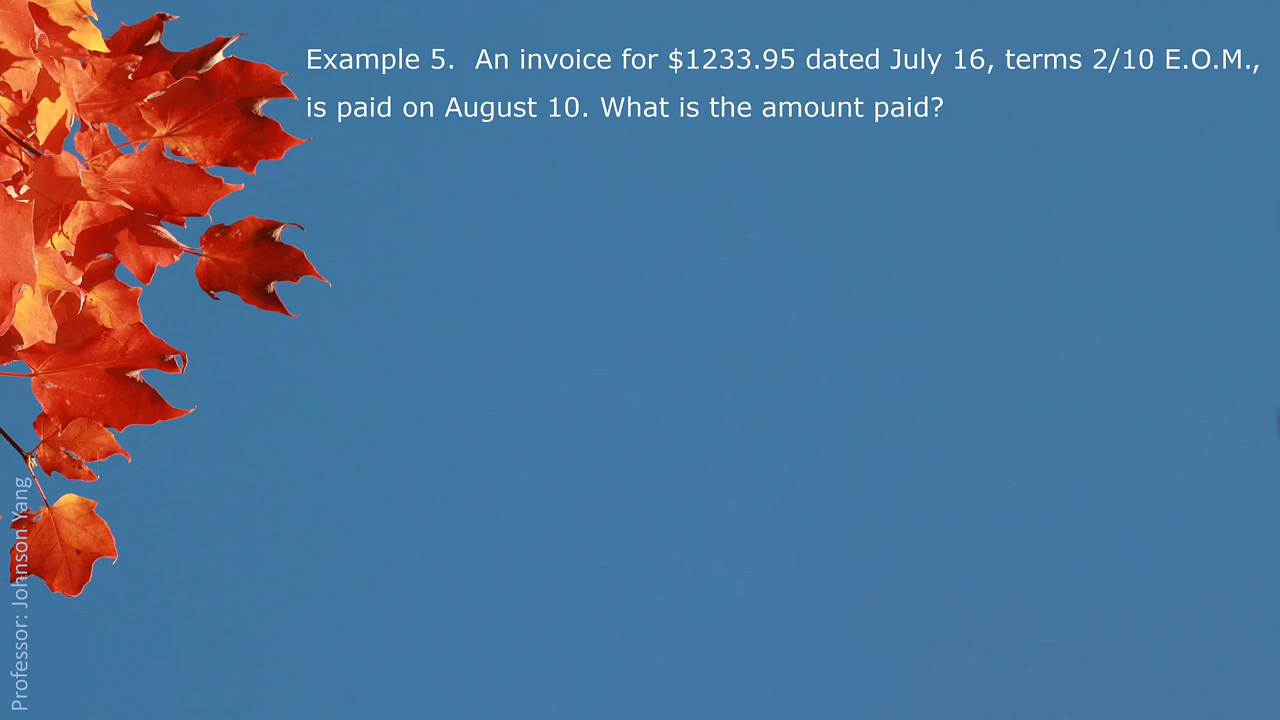 Example 5.  An invoice for $1233.95 dated July 16, terms 2/10 E.O.M.,
is paid on August 10. What is the amount paid?
Professor: Johnson Yang